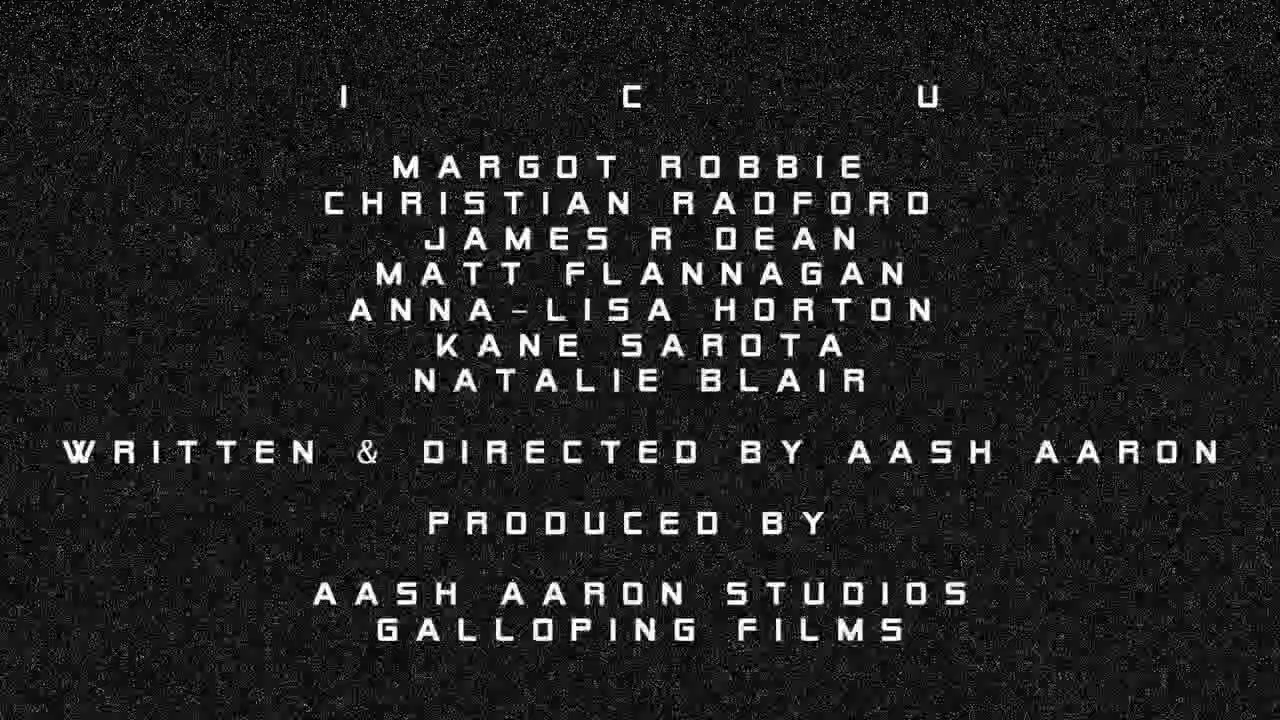 I C U
MARGOT ROBBIE
CHRISTIAN RADFORD
JAMES R DEAN
MATT FLANNAGAN
ANNA-LISA HORTON
KANE SAROTA
NATALIE BLAIR
WRITTEN & DIRECTED BY AASH AARON
PRODUCED BY
AASH AARON STUDIOS
GALLOPING FILMS